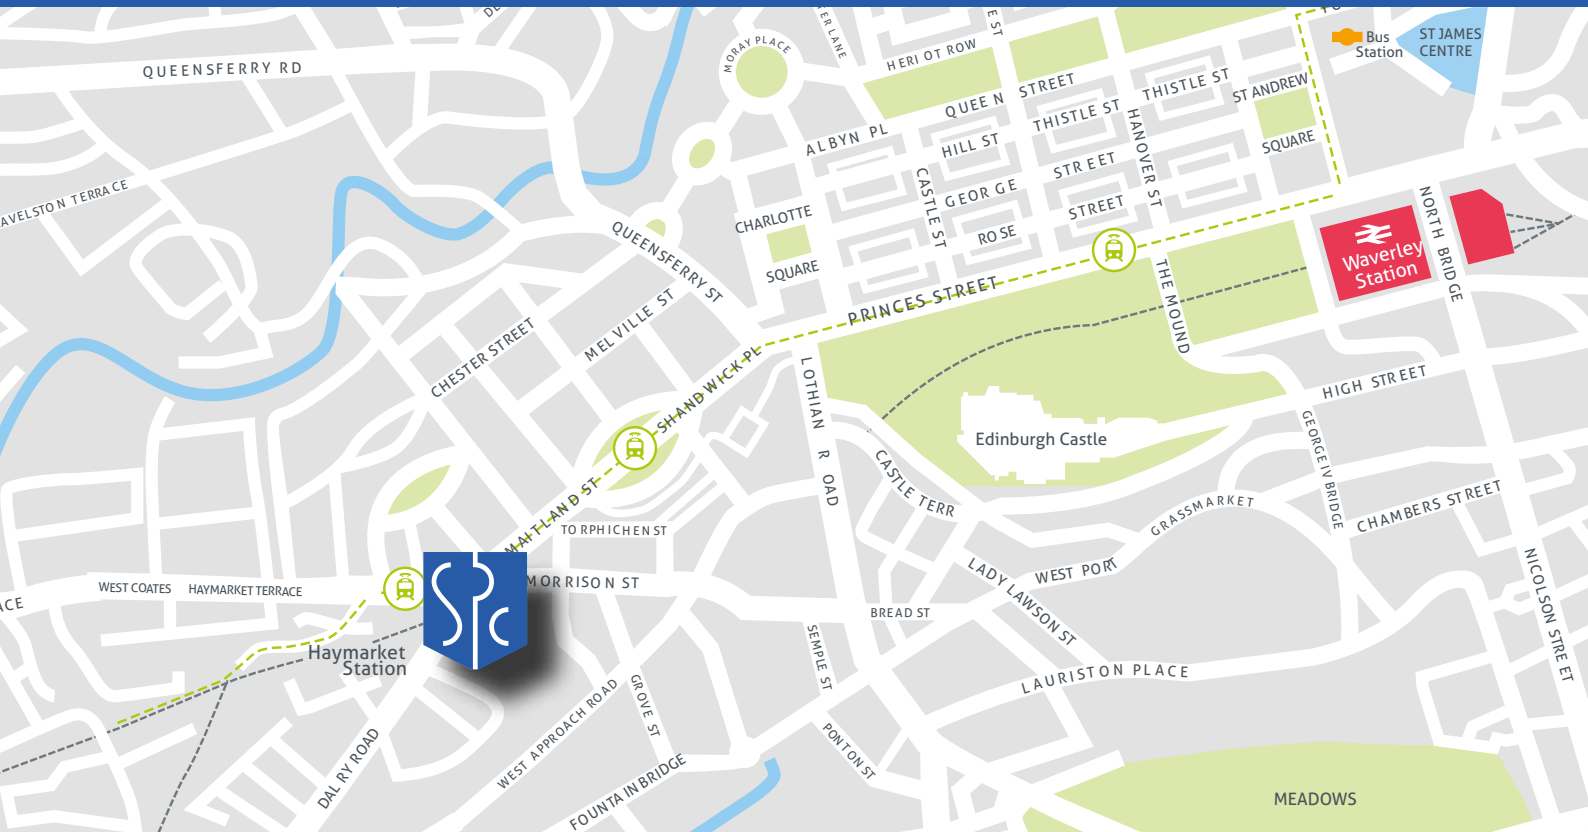 QUEENSFERRY RD
MORAY PLACE
HERIOT ROW
Bus
Station
ST JAMES
CENTRE
QUEEN STREET
THISTLE ST
THISTLE ST
ST ANDREW
SQUARE
ALBYN PL
HILL ST
HANOVER ST
CASTLE ST
GEORGE STREET
ROSE STREET
CHARLOTTE
SQUARE
QUEENSFERRY ST
PRINCES STREET
THE MOUND
NORTH BRIDGE
Waverley
Station
CHESTER STREET
MELVILLE ST
SHANDWICK PL
LOTHIAN ROAD
Edinburgh Castle
HIGH STREET
GEORGE IV BRIDGE
CASTLE TERR
GRASSMARKET
CHAMBERS STREET
MAITLAND ST
TORPHICHEN ST
MORRISON ST
WEST PORT
LADY LAWSON ST
NICOLSON STREET
WEST COATES
HAYMARKET TERRACE
BREAD ST
SEMPLE ST
Haymarket
Station
SPC
LAURISTON PLACE
GROVE ST
WEST APPROACH ROAD
DALRY ROAD
PONTON ST
FOUNTAINBRIDGE
MEADOWS